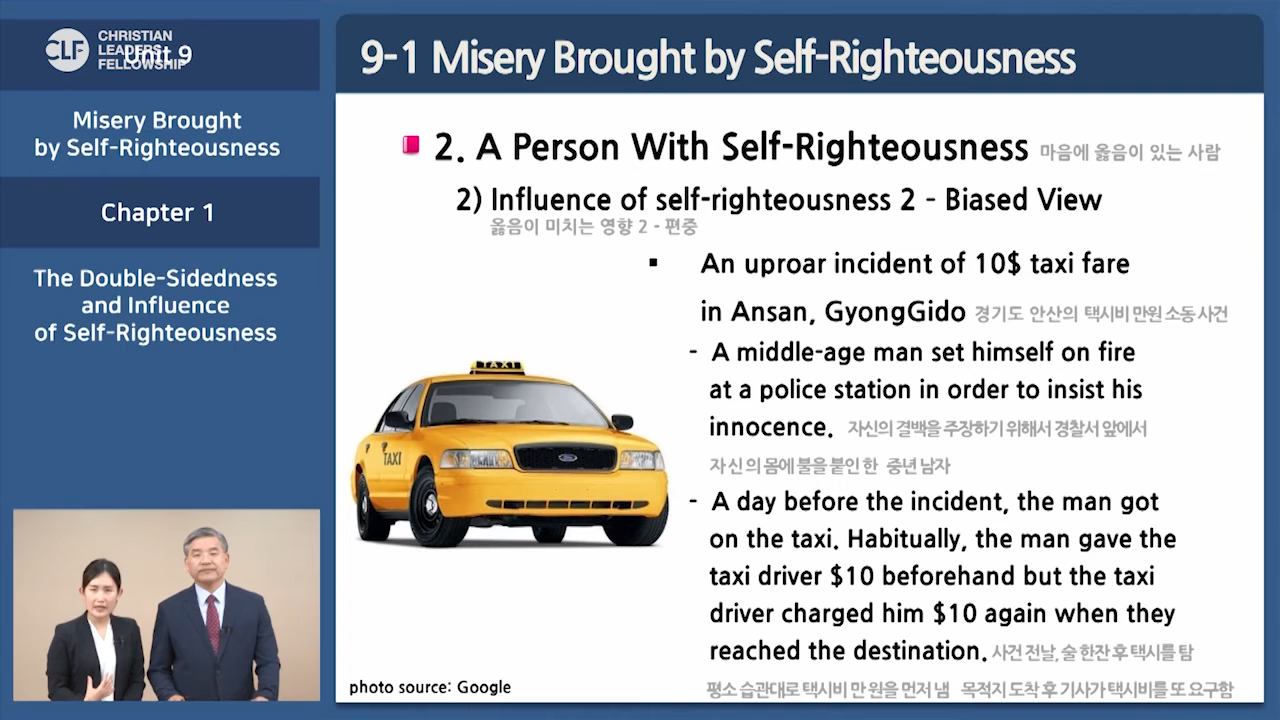 CLF CHRISTIAN
LEADERS
FELLOWSHIP
Unit 9
Misery Brought
by Self-Righteousness
Chapter 1
The Double-Sidedness
and Influence
of Self-Righteousness
9-1 Misery Brought by Self-Righteousness
2. A Person With Self-Righteousness 마음에 옳음이 있는 사람
2) Influence of self-righteousness 2 - Biased View
옳음이 미치는 영향 2 - 편중
▪ An uproar incident of 10$ taxi fare
in Ansan, GyongGido 경기도 안산의 택시비 만원 소동 사건
- A middle-age man set himself on fire
at a police station in order to insist his
innocence. 자신의 결백을 주장하기 위해서 경찰서 앞에서
자신의 몸에 불을 붙인 한 중년 남자
- A day before the incident, the man got
on the taxi. Habitually, the man gave the
taxi driver $10 beforehand but the taxi
driver charged him $10 again when they
reached the destination. 사건 전날, 술 한잔 후 택시를 탐
평소 습관대로 택시비 만 원을 먼저 냄 목적지 도착 후 기사가 택시비를 또 요구함
TAXI
TAXI
Ford
photo source: Google